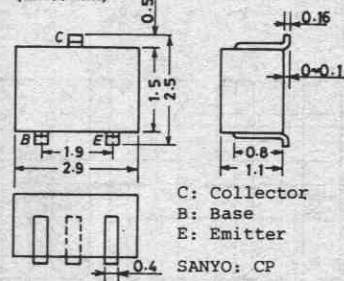 0.5
C
0.16
1.5
2.5
0~0.1
B
E
1.9
2.9
0.8
1.1
C: Collector
B: Base
E: Emitter
0.4
SANYO: CP